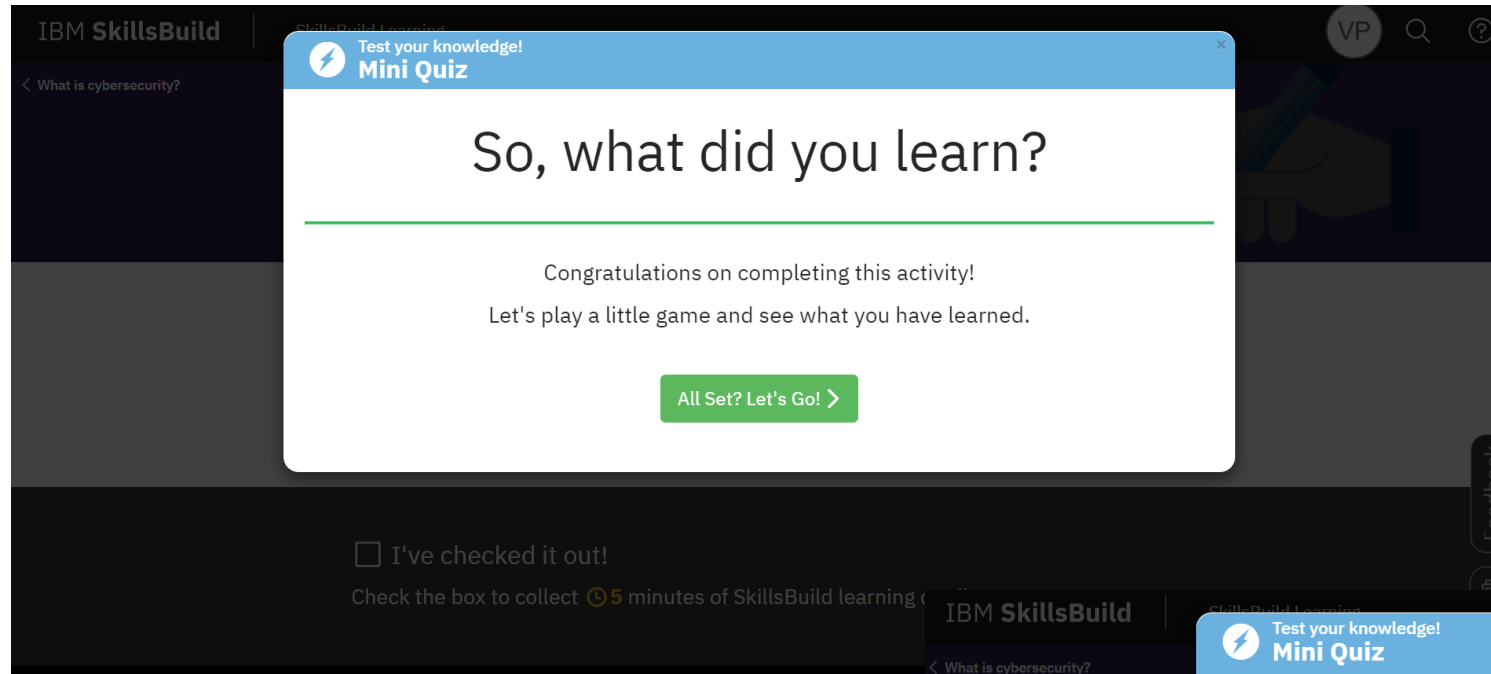 IBM SkillsBuild
SkillsBuild Learning
VP
Test your knowledge!
Mini Quiz
×
< What is cybersecurity?
So, what did you learn?
Congratulations on completing this activity!
Let's play a little game and see what you have learned.
All Set? Let's Go!
I've checked it out!
Check the box to collect 5 minutes of SkillsBuild learning
IBM SkillsBuild
SkillsBuild Learning
Test your knowledge!
Mini Quiz
< What is cybersecurity?